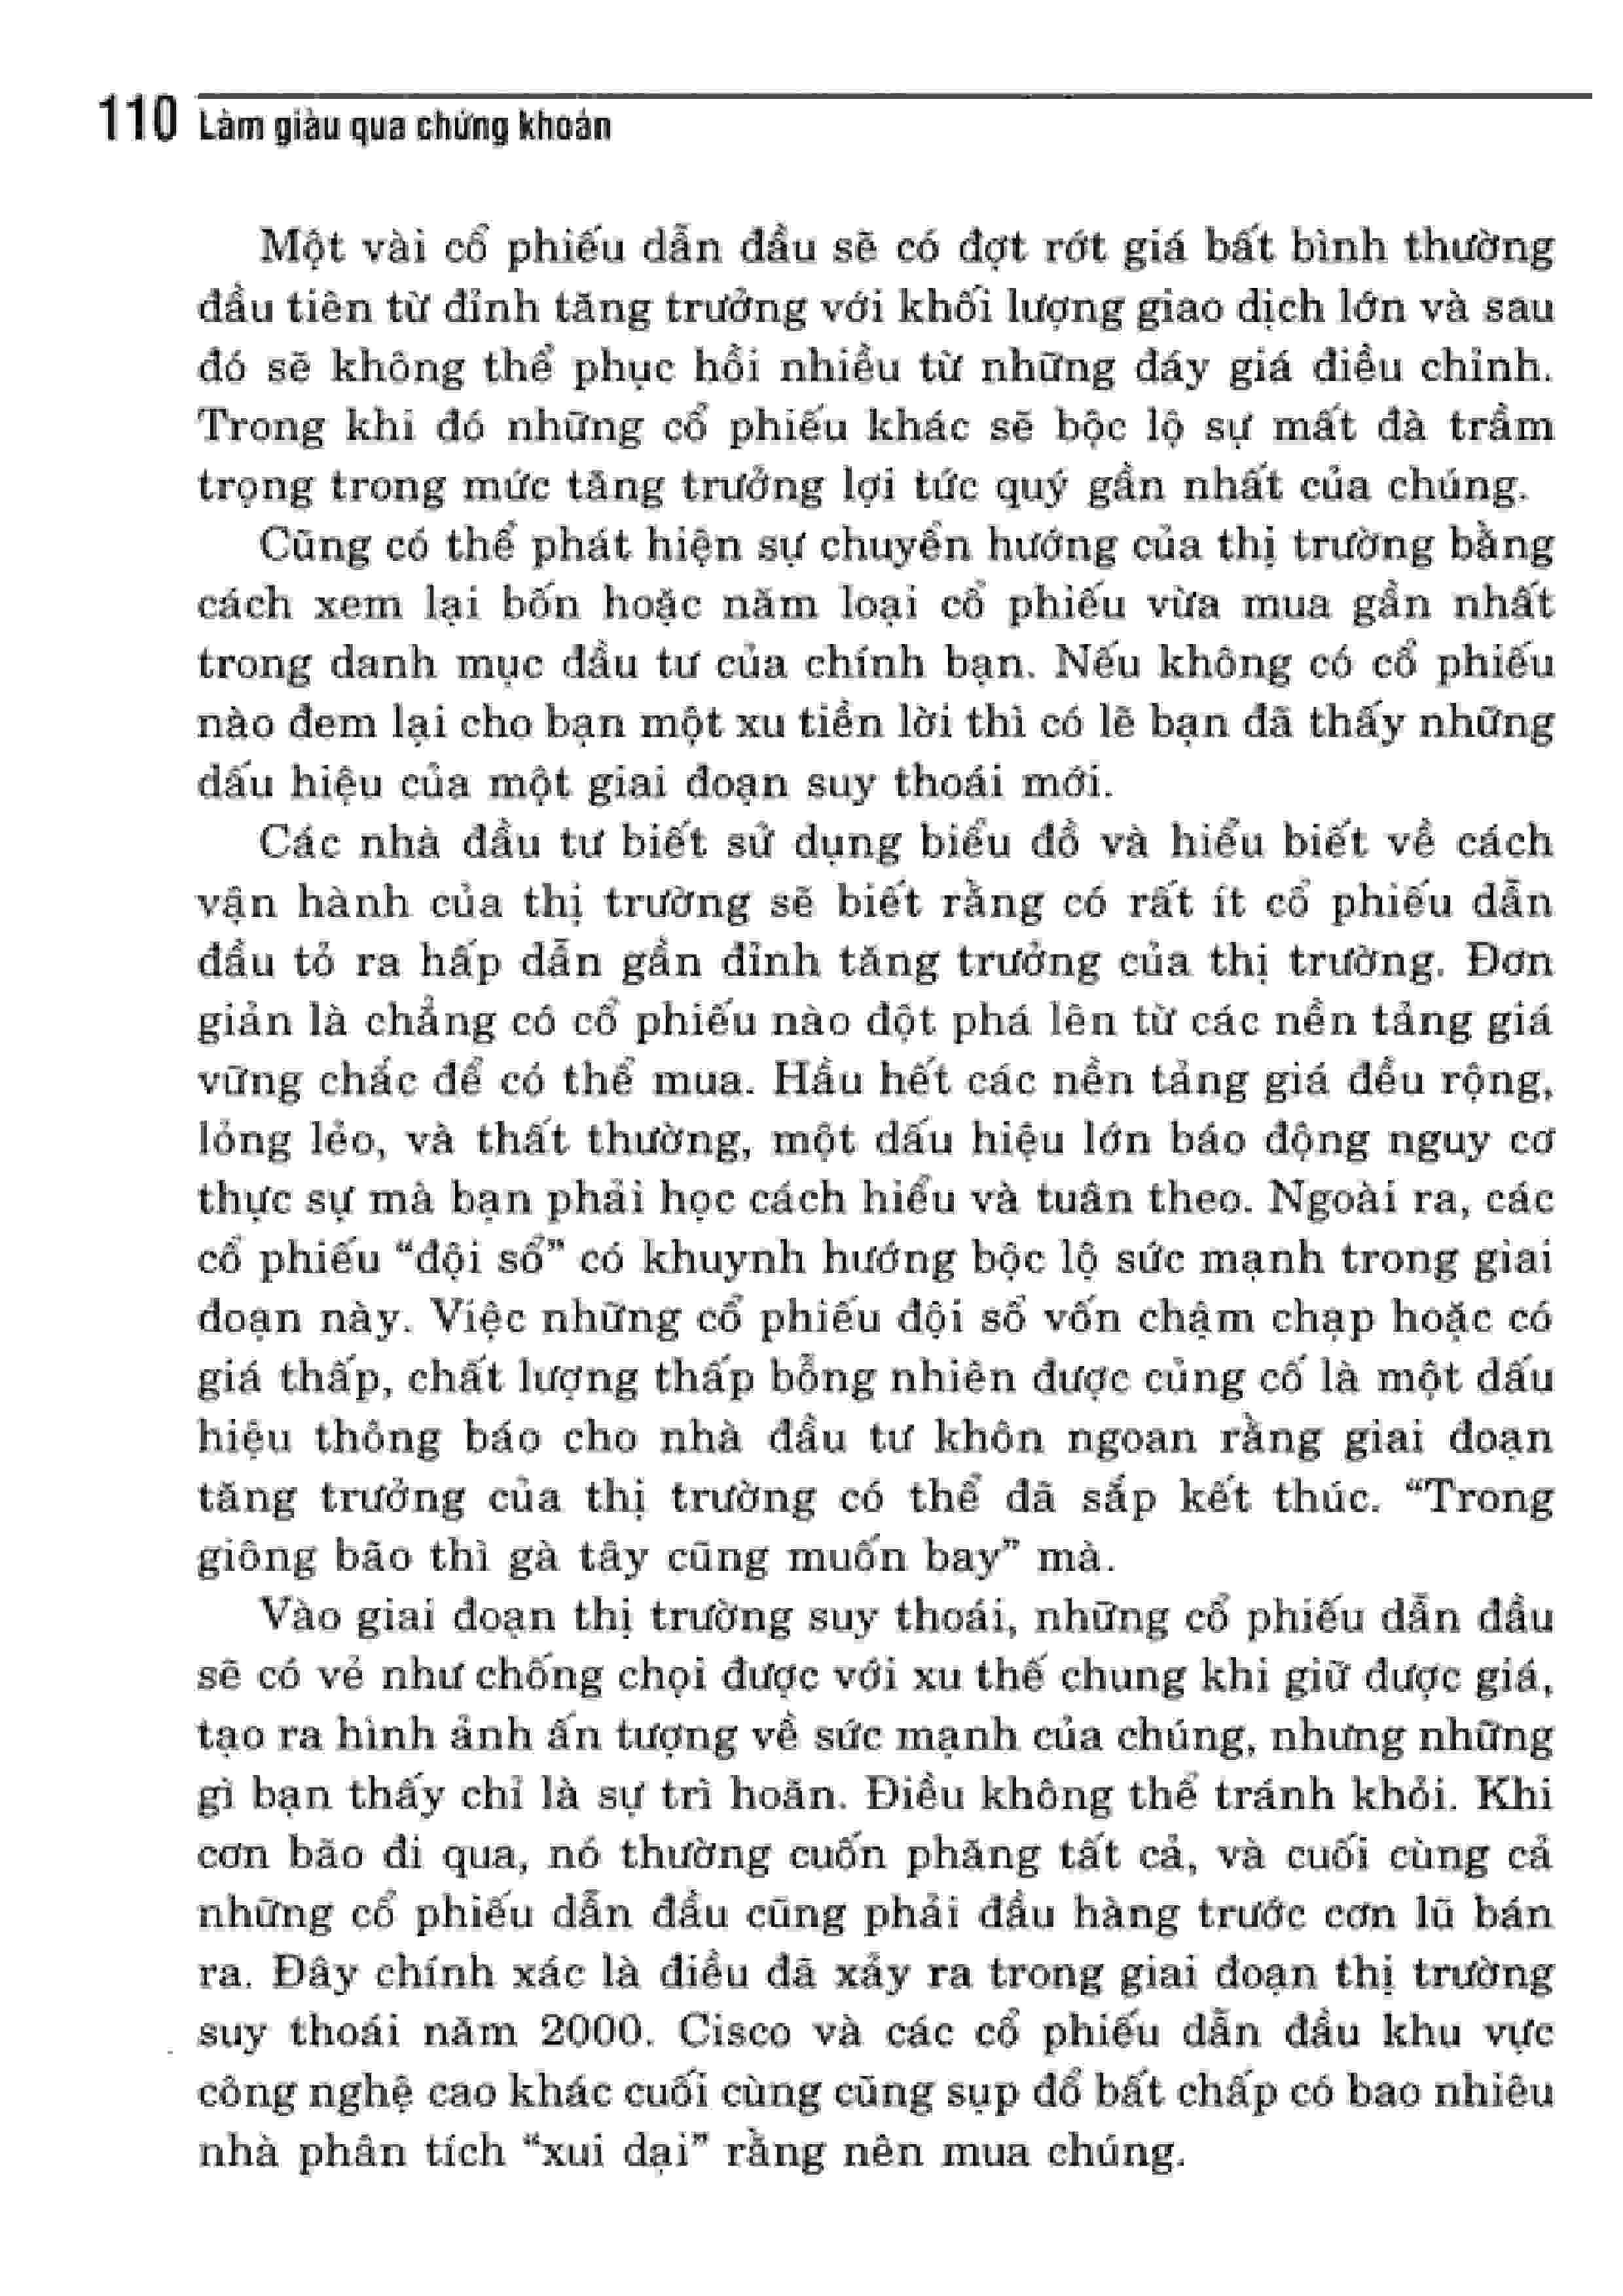 110 Làm giàu qua chứng khoán
Một vài cổ phiếu dẫn đầu sẽ có đợt rớt giá bất bình thường
đầu tiên từ đỉnh tăng trưởng với khối lượng giao dịch lớn và sau
đó sẽ không thể phục hồi nhiều từ những đáy giá điều chỉnh.
Trong khi đó những cổ phiếu khác sẽ bộc lộ sự mất đà trầm
trọng trong mức tăng trưởng lợi tức quý gần nhất của chúng.
Cũng có thể phát hiện sự chuyển hướng của thị trường bằng
cách xem lại bốn hoặc năm loại cổ phiếu vừa mua gần nhất
trong danh mục đầu tư của chính bạn. Nếu không có cổ phiếu
nào đem lại cho bạn một xu tiền lời thì có lẽ bạn đã thấy những
dấu hiệu của một giai đoạn suy thoái mới.
Các nhà đầu tư biết sử dụng biểu đồ và hiểu biết về cách
vận hành của thị trường sẽ biết rằng có rất ít cổ phiếu dẫn
đầu tỏ ra hấp dẫn gần đỉnh tăng trưởng của thị trường. Đơn
giản là chẳng có cổ phiếu nào đột phá lên từ các nền tảng giá
vững chắc để có thể mua. Hầu hết các nền tảng giá đều rộng,
lỏng lẻo, và thất thường, một dấu hiệu lớn báo động nguy cơ
thực sự mà bạn phải học cách hiểu và tuân theo. Ngoài ra, các
cổ phiếu “đội sổ” có khuynh hướng bộc lộ sức mạnh trong giai
đoạn này. Việc những cổ phiếu đội sổ vốn chậm chạp hoặc có
giá thấp, chất lượng thấp bỗng nhiên được củng cố là một dấu
hiệu thông báo cho nhà đầu tư khôn ngoan rằng giai đoạn
tăng trưởng của thị trường có thể đã sắp kết thúc. “Trong
giông bão thì gà tây cũng muốn bay” mà.
Vào giai đoạn thị trường suy thoái, những cổ phiếu dẫn đầu
sẽ có vẻ như chống chọi được với xu thế chung khi giữ được giá,
tạo ra hình ảnh ấn tượng về sức mạnh của chúng, nhưng những
gì bạn thấy chỉ là sự trì hoãn. Điều không thể tránh khỏi. Khi
cơn bão đi qua, nó thường cuốn phăng tất cả, và cuối cùng cả
những cổ phiếu dẫn đầu cũng phải đầu hàng trước cơn lũ bán
ra. Đây chính xác là điều đã xảy ra trong giai đoạn thị trường
suy thoái năm 2000. Cisco và các cổ phiếu dẫn đầu khu vực
công nghệ cao khác cuối cùng cũng sụp đổ bất chấp có bao nhiêu
nhà phân tích “xui dại” rằng nên mua chúng.